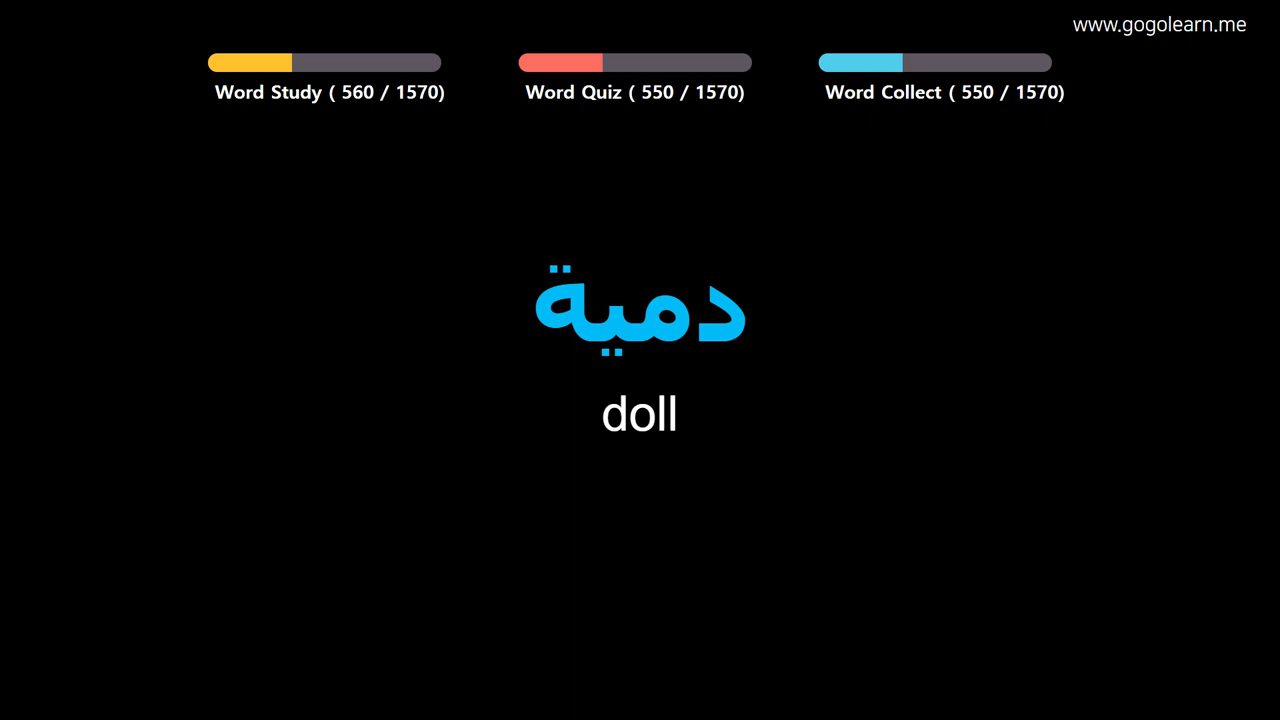 www.gogolearn.me
Word Study ( 560 / 1570)
Word Quiz ( 550 / 1570)
Word Collect ( 550 / 1570)
دمية
doll